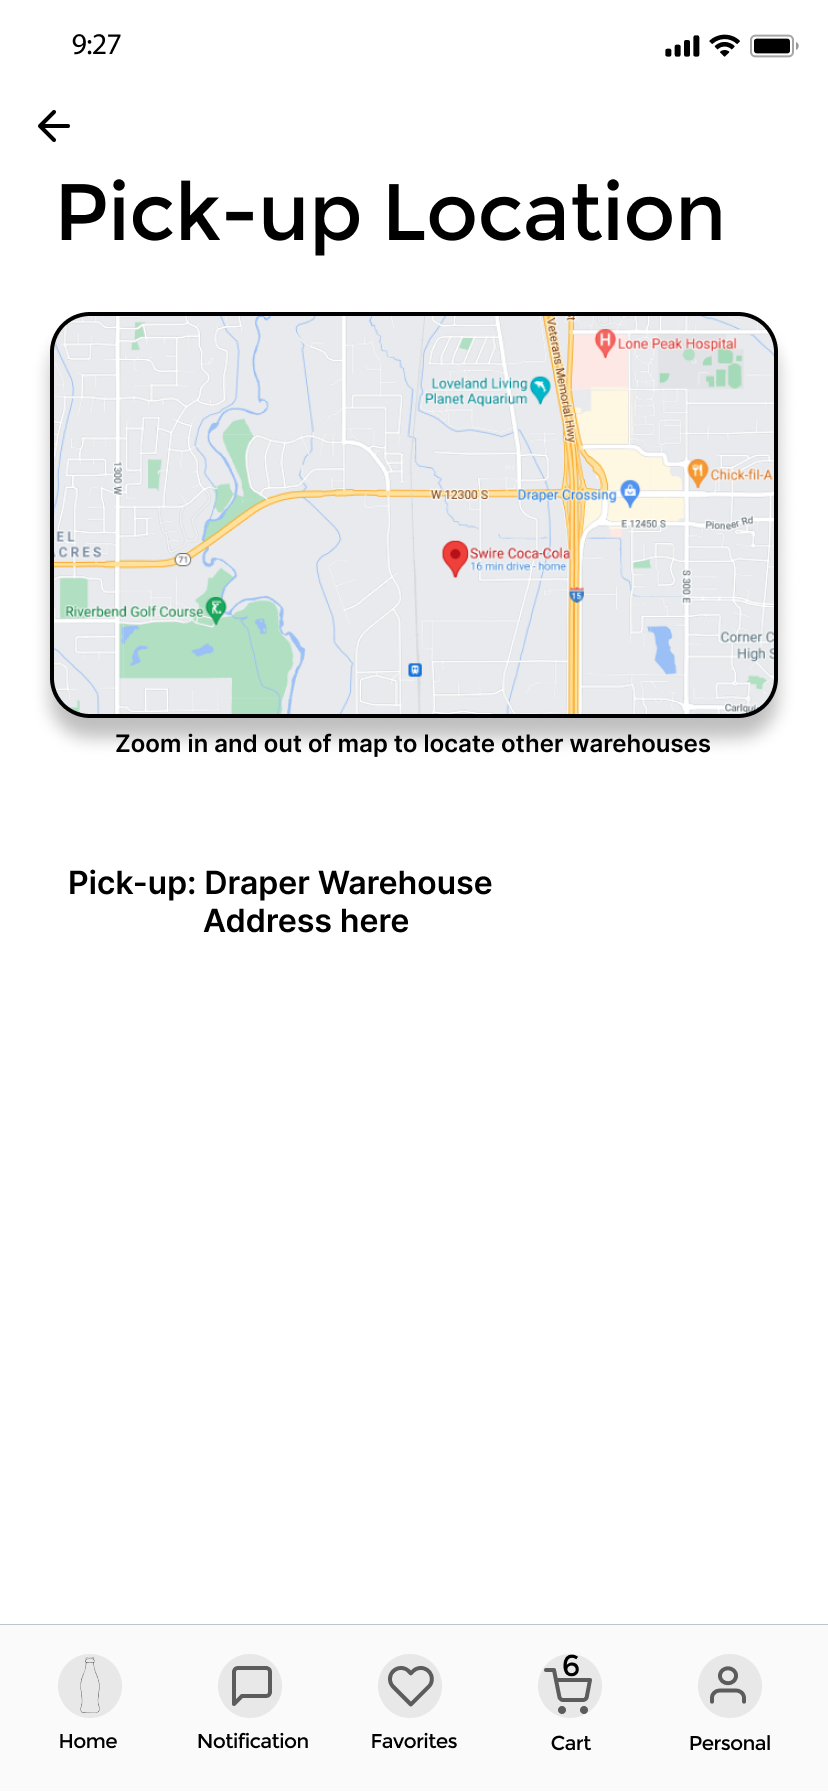 9:27
Pick-up Location
Lone Peak Hospital
Veterans Memorial Hwy
Loveland Living
Planet Aquarium
Chick-fil-A
1300 W
W 12300 S
Draper Crossing
E 12450 S
Pioneer Rd
EL
CRES
Swire Coca-Cola
16 min drive - home
71
15
S 300 E
Riverbend Golf Course
Corner C
High S
Zoom in and out of map to locate other warehouses
Pick-up: Draper Warehouse
Address here
6
Home
Notification
Favorites
Cart
Personal